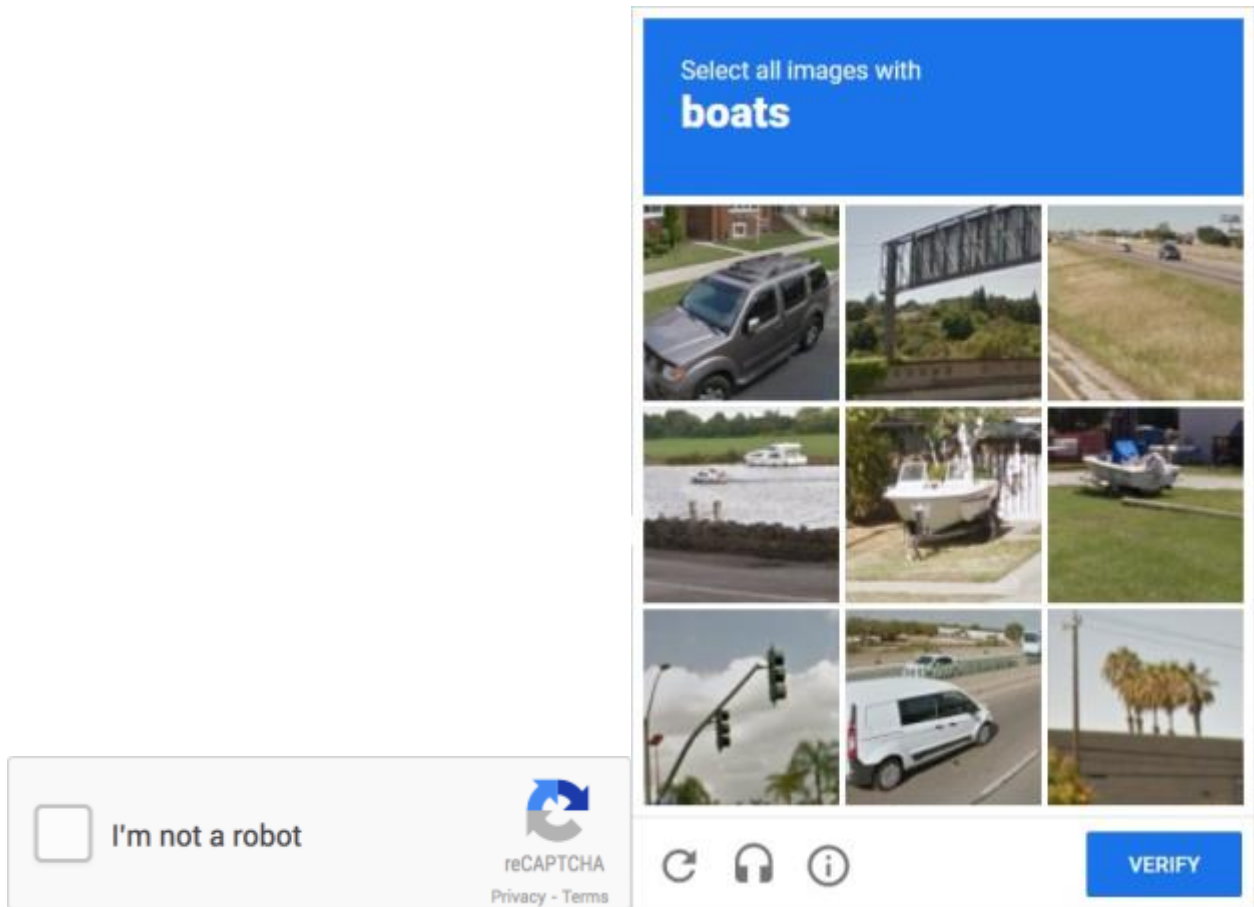 I'm not a robot
reCAPTCHA
Privacy - Terms
Select all images with
boats
VERIFY